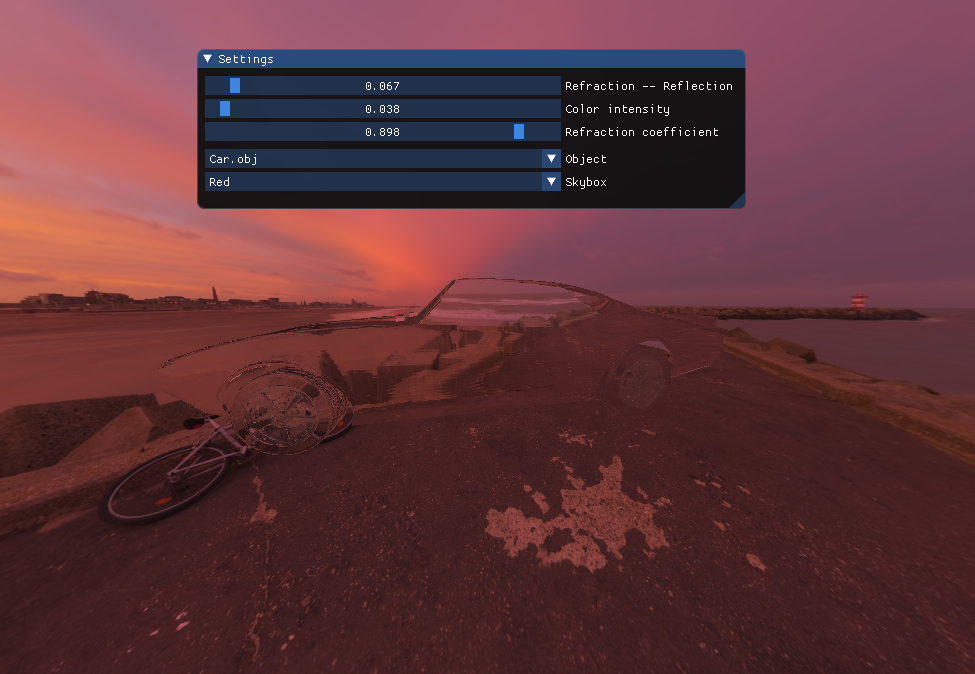 Settings
0.067 Refraction -- Reflection
0.038 Color intensity
0.898 Refraction coefficient
Car.obj Object
Red Skybox